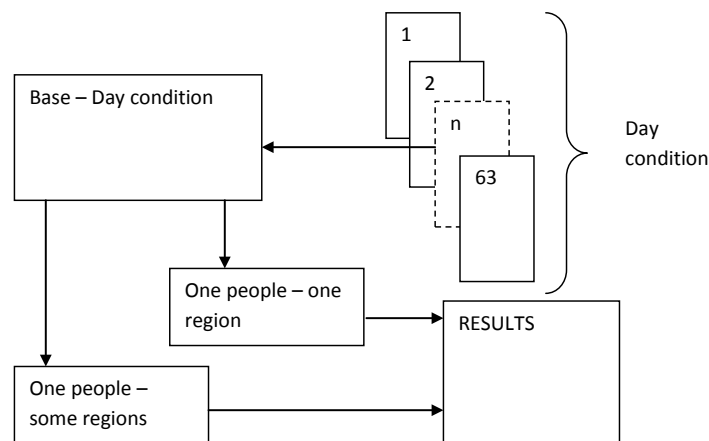 1
2
n
63
Day
condition
Base – Day condition
One people – one
region
RESULTS
One people –
some regions